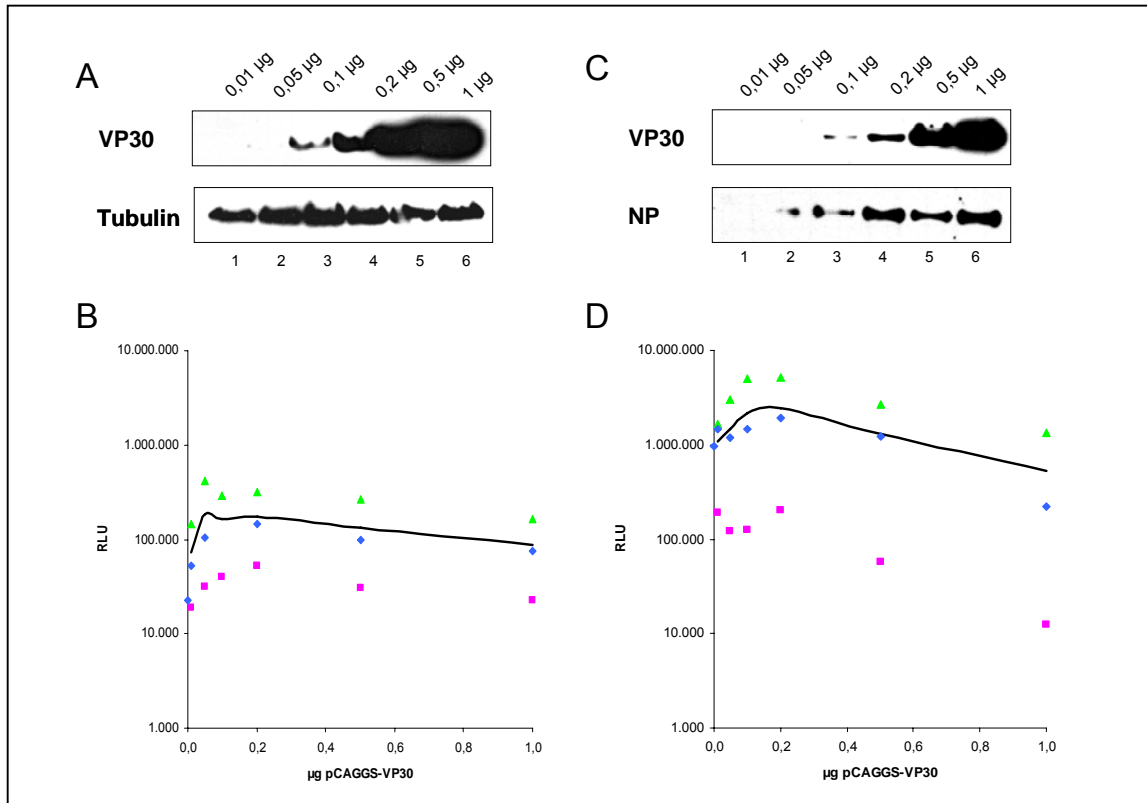 A
0,01 µg 0,05 µg 0,1 µg 0,2 µg 0,5 µg 1 µg
VP30
Tubulin
1 2 3 4 5 6
C
0,01 µg 0,05 µg 0,1 µg 0,2 µg 0,5 µg 1 µg
VP30
NP
1 2 3 4 5 6
B
10.000.000
1.000.000
100.000
10.000
1.000
RLU
0,0 0,2 0,4 0,6 0,8 1,0
µg pCAGGS-VP30
D
10.000.000
1.000.000
100.000
10.000
1.000
RLU
0,0 0,2 0,4 0,6 0,8 1,0
µg pCAGGS-VP30